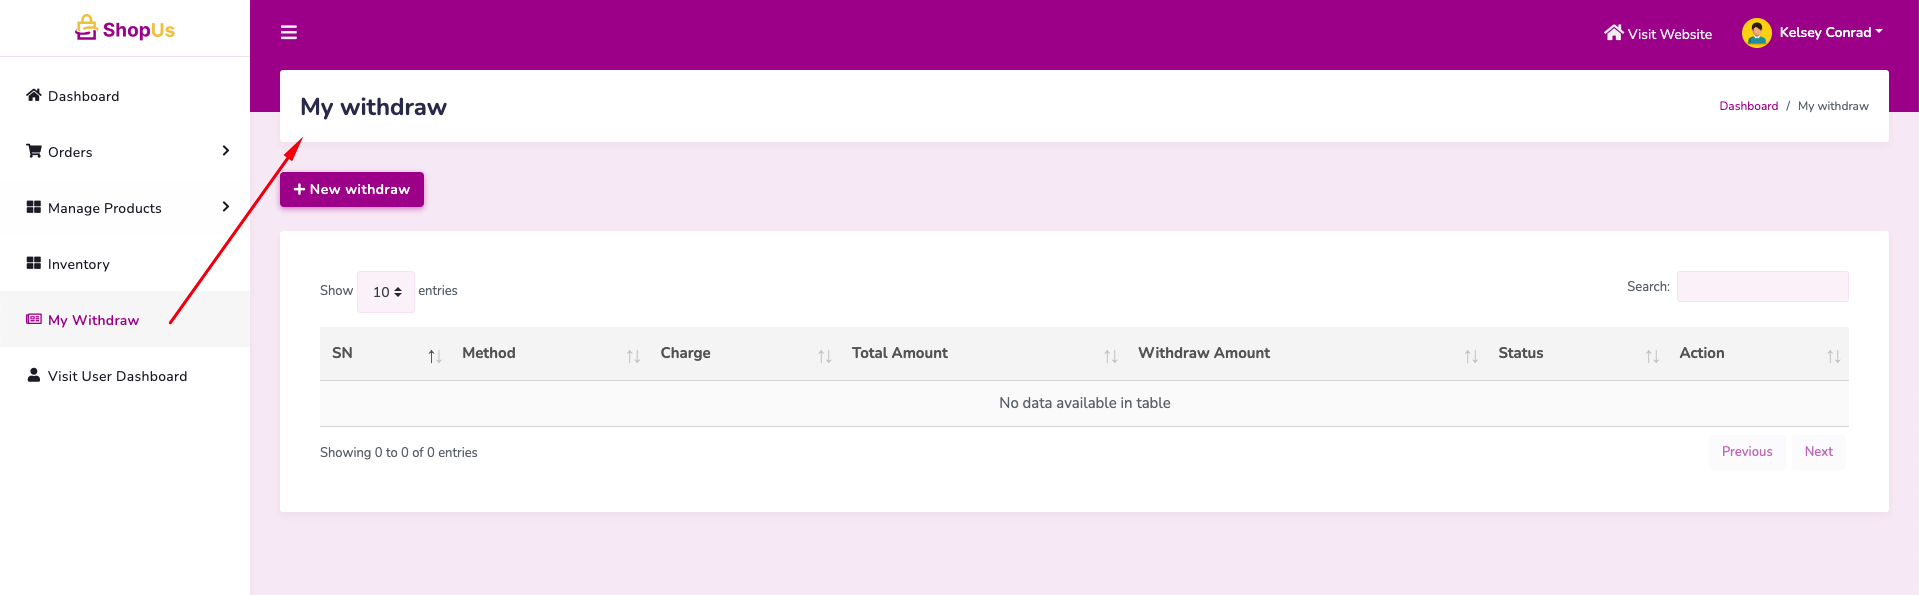 ShopUs
Visit Website
Kelsey Conrad
Dashboard
Orders
Manage Products
Inventory
My Withdraw
Visit User Dashboard
My withdraw
Dashboard / My withdraw
New withdraw
Show 10 entries
Search:
SN Method Charge Total Amount Withdraw Amount Status Action
No data available in table
Showing 0 to 0 of 0 entries
Previous Next